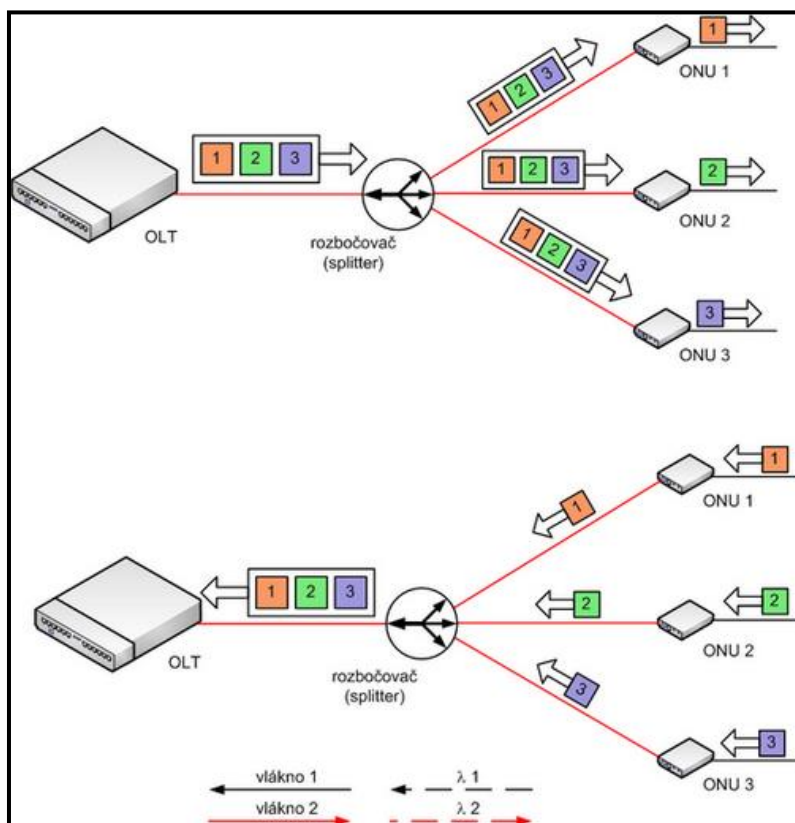 1
ONU 1
1 2 3
1 2 3
OLT
rozbočovač
(splitter)
1 2 3
2
ONU 2
1 2 3
3
ONU 3
1
ONU 1
1
1 2 3
OLT
rozbočovač
(splitter)
2
2
ONU 2
3
3
ONU 3
vlákno 1
λ 1
vlákno 2
λ 2